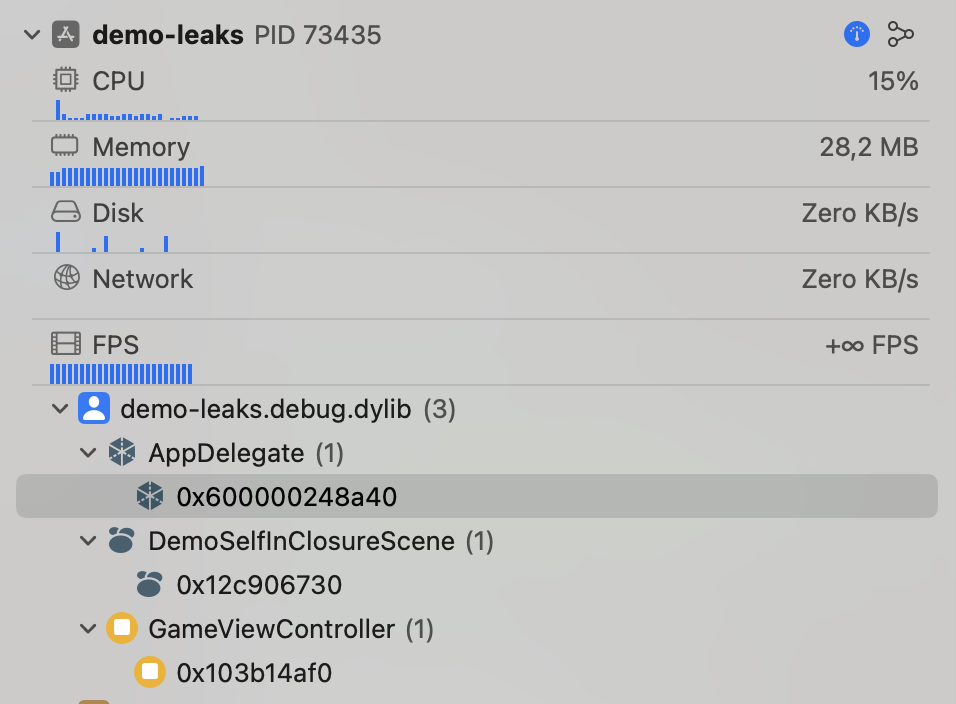 demo-leaks PID 73435
CPU 15%
Memory 28,2 MB
Disk Zero KB/s
Network Zero KB/s
FPS +∞ FPS
demo-leaks.debug.dylib (3)
AppDelegate (1)
0x600000248a40
DemoSelfInClosureScene (1)
0x12c906730
GameViewController (1)
0x103b14af0